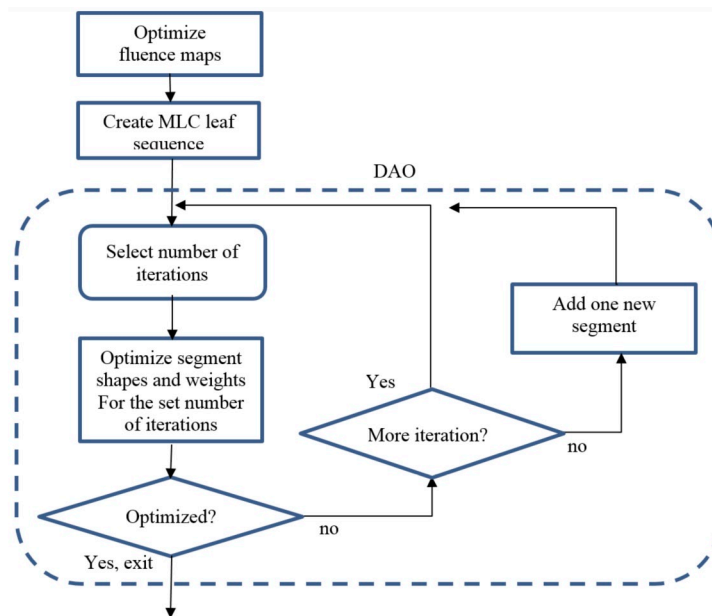 Optimize
fluence maps
Create MLC leaf
sequence
DAO
Select number of
iterations
Add one new
segment
Optimize segment
shapes and weights
For the set number
of iterations
Yes
More iteration?
no
Optimized?
no
Yes, exit